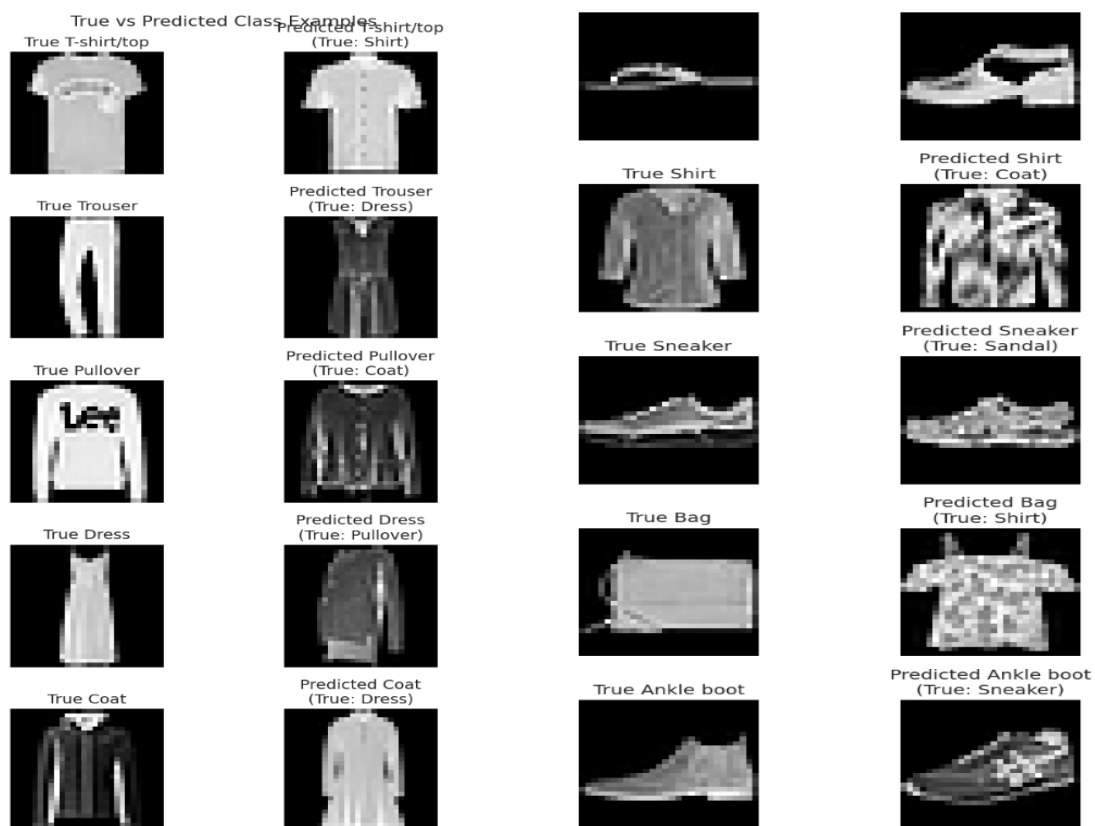 True vs Predicted Class Examples
True T-shirt/top
Predicted T-shirt/top
(True: Shirt)
True Trouser
Predicted Trouser
(True: Dress)
True Pullover
Predicted Pullover
(True: Coat)
Lee
True Dress
Predicted Dress
(True: Pullover)
True Coat
Predicted Coat
(True: Dress)
True Shirt
Predicted Shirt
(True: Coat)
True Sneaker
Predicted Sneaker
(True: Sandal)
True Bag
Predicted Bag
(True: Shirt)
True Ankle boot
Predicted Ankle boot
(True: Sneaker)